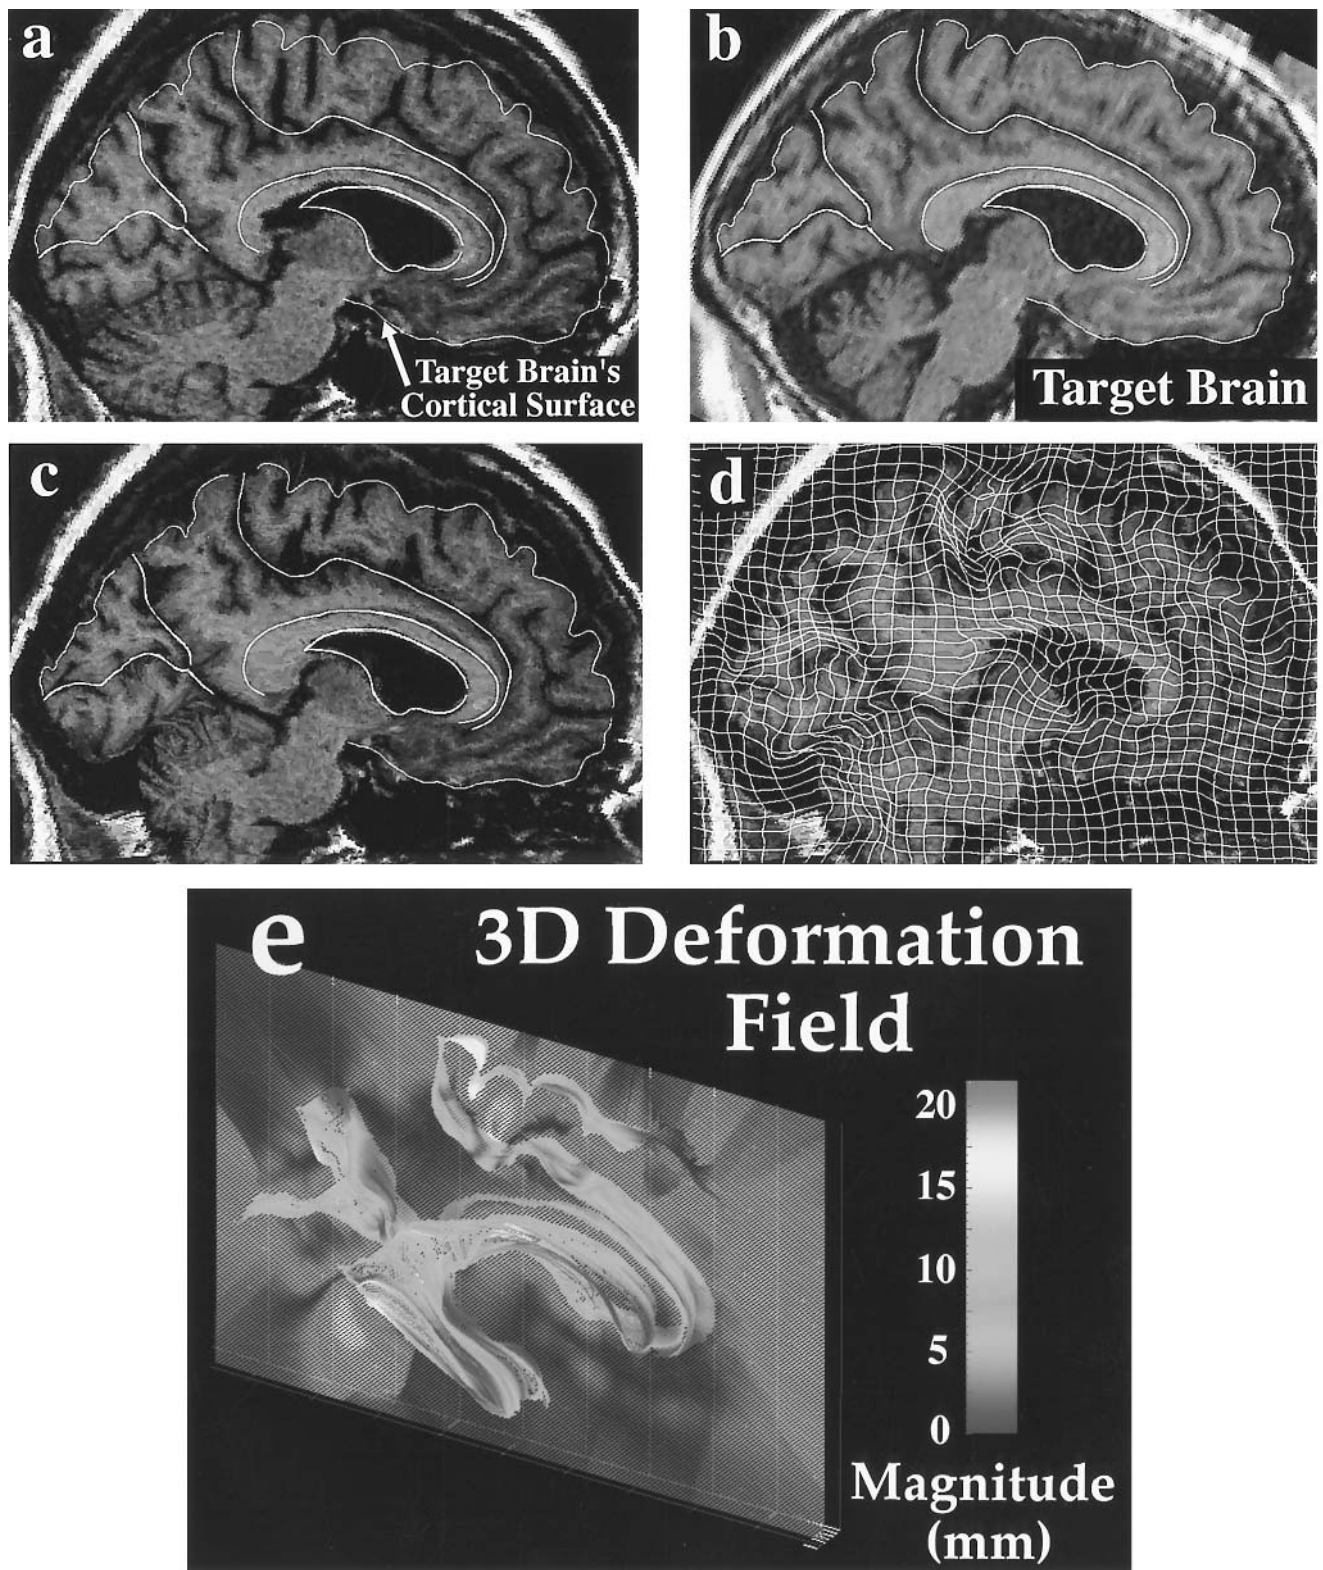 a
b
Target Brain's
Cortical Surface
Target Brain
c
d
e
3D Deformation
Field
20
15
10
5
0
Magnitude
(mm)